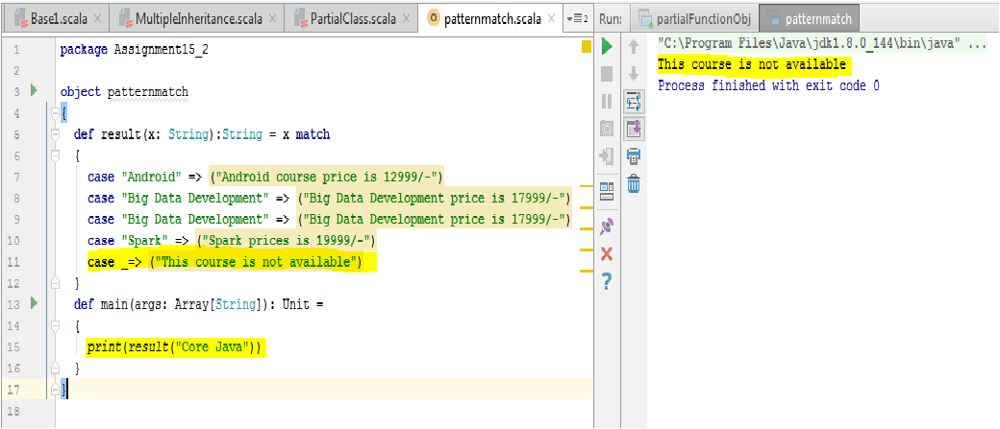 Base1.scala MultipleInheritance.scala PartialClass.scala patternmatch.scala 2
1 package Assignment15_2
2
3 object patternmatch
4 {
5 def result(x: String):String = x match
6 {
7 case "Android" => ("Android course price is 12999/-")
8 case "Big Data Development" => ("Big Data Development price is 17999/-")
9 case "Big Data Development" => ("Big Data Development price is 17999/-")
10 case "Spark" => ("Spark prices is 19999/-")
11 case _=> ("This course is not available")
12 }
13 def main(args: Array[String]): Unit =
14 {
15 print(result("Core Java"))
16 }
17 }
18
Run: partialFunctionObj patternmatch
"C:\Program Files\Java\jdk1.8.0_144\bin\java" ...
This course is not available
Process finished with exit code 0